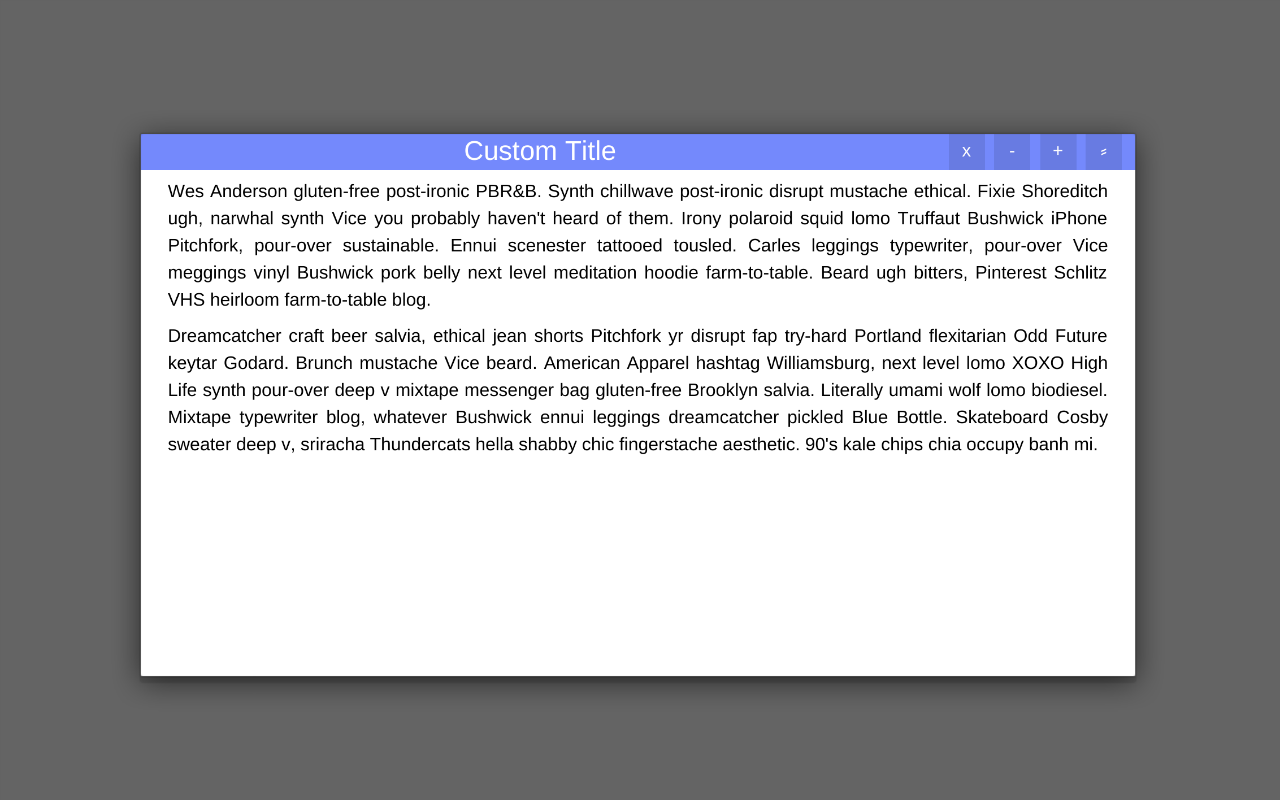 Custom Title
x - + ⸗
Wes Anderson gluten-free post-ironic PBR&B. Synth chillwave post-ironic disrupt mustache ethical. Fixie Shoreditch
ugh, narwhal synth Vice you probably haven't heard of them. Irony polaroid squid lomo Truffaut Bushwick iPhone
Pitchfork, pour-over sustainable. Ennui scenester tattooed tousled. Carles leggings typewriter, pour-over Vice
meggings vinyl Bushwick pork belly next level meditation hoodie farm-to-table. Beard ugh bitters, Pinterest Schlitz
VHS heirloom farm-to-table blog.
Dreamcatcher craft beer salvia, ethical jean shorts Pitchfork yr disrupt fap try-hard Portland flexitarian Odd Future
keytar Godard. Brunch mustache Vice beard. American Apparel hashtag Williamsburg, next level lomo XOXO High
Life synth pour-over deep v mixtape messenger bag gluten-free Brooklyn salvia. Literally umami wolf lomo biodiesel.
Mixtape typewriter blog, whatever Bushwick ennui leggings dreamcatcher pickled Blue Bottle. Skateboard Cosby
sweater deep v, sriracha Thundercats hella shabby chic fingerstache aesthetic. 90's kale chips chia occupy banh mi.